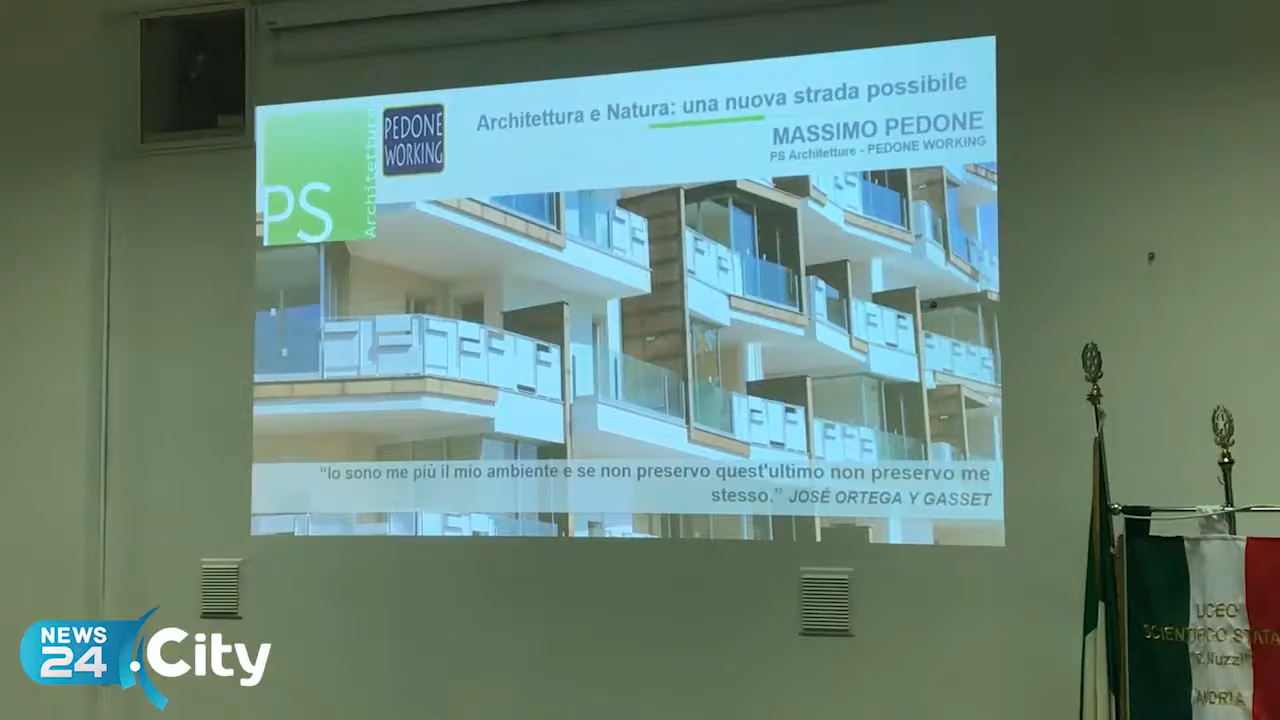 Architettura e Natura: una nuova strada possibile
MASSIMO PEDONE
PS Architetture - PEDONE WORKING
PEDONE
WORKING
PS
Architetture
“Io sono me più il mio ambiente e se non preservo quest'ultimo non preservo me
stesso.” JOSÉ ORTEGA Y GASSET
LICEO
SCIENTIFICO STATA
Nuzzi"
ANDRIA
NEWS
24
.City